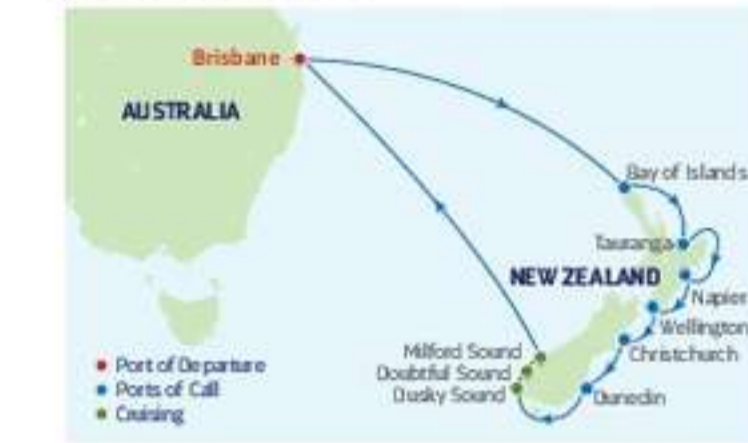 Brisbane
AUSTRALIA
Bay of Islands
Tauranga
NEW ZEALAND
Napier
Wellington
Christchurch
Milford Sound
Doubtful Sound
Dusky Sound
Dunedin
Port of Departure
Ports of Call
Cruising